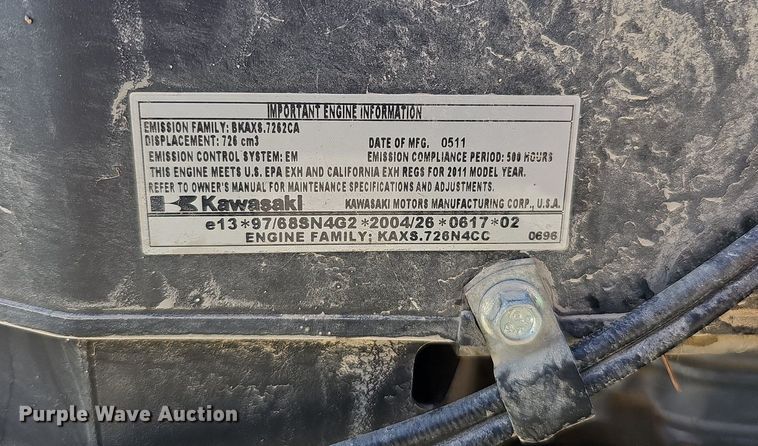 IMPORTANT ENGINE INFORMATION
EMISSION FAMILY: BKAXS.7262CA
DISPLACEMENT: 726 cm3 DATE OF MFG. 0511
EMISSION CONTROL SYSTEM: EM EMISSION COMPLIANCE PERIOD: 500 HOURS
THIS ENGINE MEETS U.S. EPA EXH AND CALIFORNIA EXH REGS FOR 2011 MODEL YEAR.
REFER TO OWNER'S MANUAL FOR MAINTENANCE SPECIFICATIONS AND ADJUSTMENTS.
Kawasaki KAWASAKI MOTORS MANUFACTURING CORP., U.S.A.
e13*97/68SN4G2*2004/26*0617*02
ENGINE FAMILY; KAXS.726N4CC 0696
Purple Wave Auction